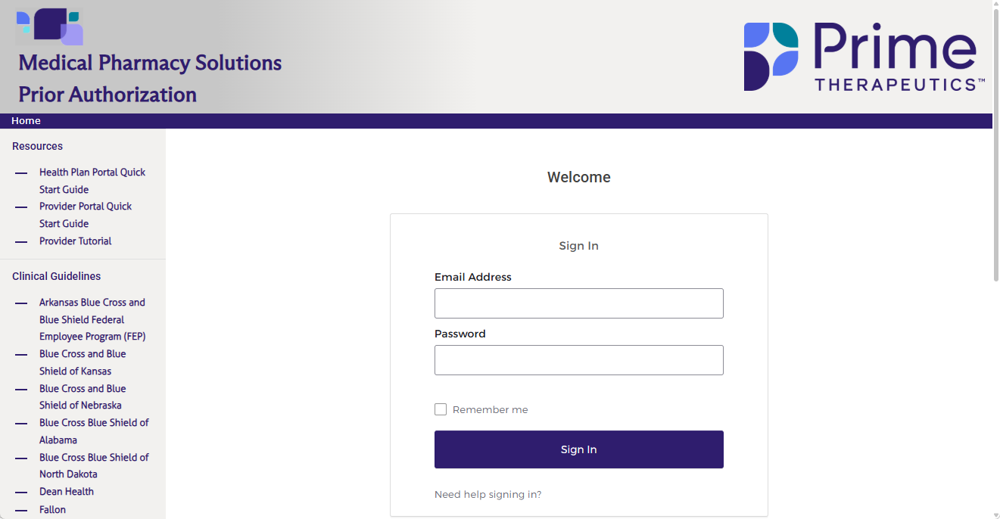 Medical Pharmacy Solutions
Prior Authorization
Prime
THERAPEUTICS™
Home
Resources
Health Plan Portal Quick
Start Guide
Provider Portal Quick
Start Guide
Provider Tutorial
Clinical Guidelines
Arkansas Blue Cross and
Blue Shield Federal
Employee Program (FEP)
Blue Cross and Blue
Shield of Kansas
Blue Cross and Blue
Shield of Nebraska
Blue Cross Blue Shield of
Alabama
Blue Cross Blue Shield of
North Dakota
Dean Health
Fallon
Welcome
Sign In
Email Address
Password
Remember me
Sign In
Need help signing in?